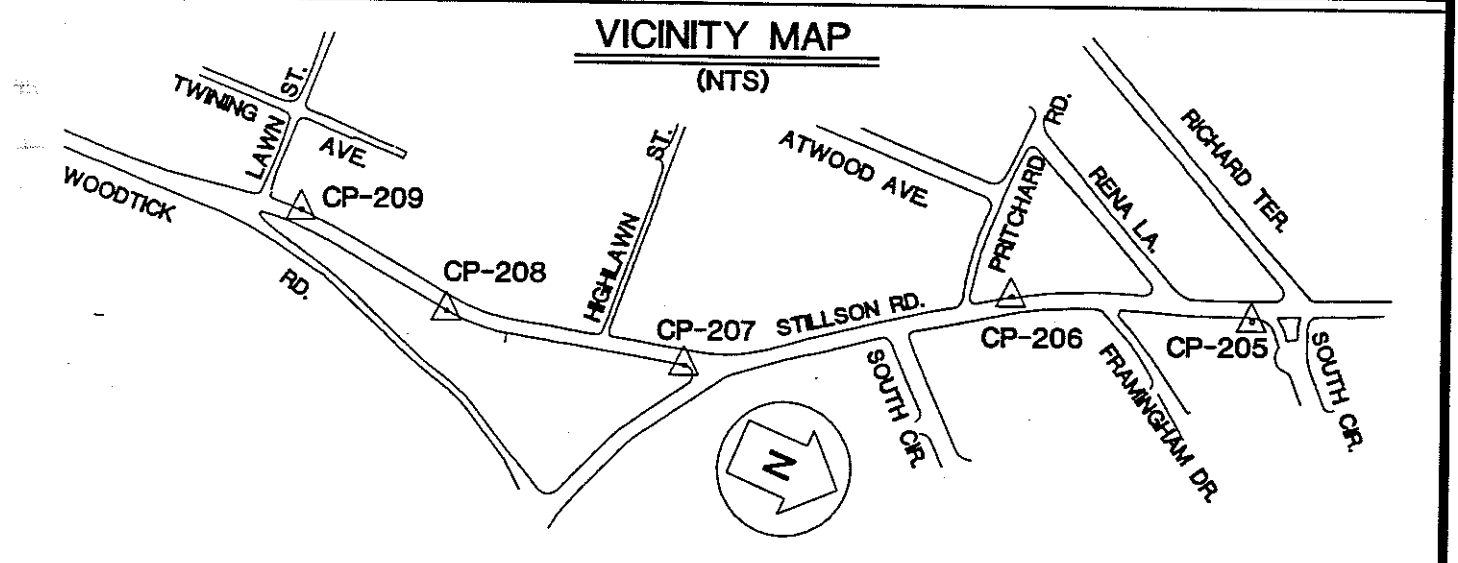 VICINITY MAP
(NTS)
TWINING AVE.
LAWN ST.
WOODTICK RD.
CP-209
CP-208
HIGHLAWN ST.
CP-207
STILLSON RD.
ATWOOD AVE.
PRITCHARD RD.
RENA LA.
RICHARD TER.
CP-206
CP-205
SOUTH CIR.
FRAMINGHAM DR.
SOUTH CIR.
N